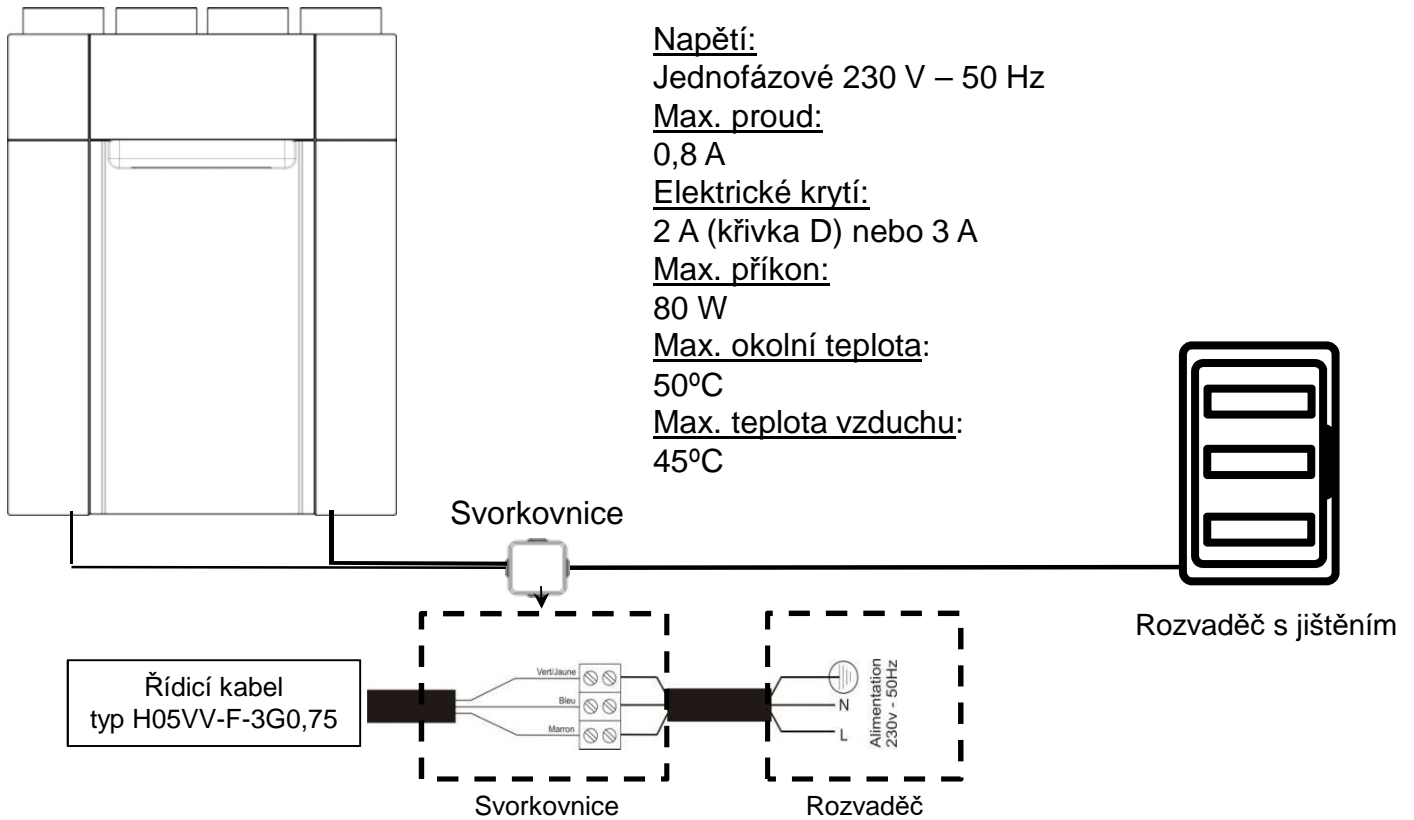 Napětí:
Jednofázové 230 V – 50 Hz
Max. proud:
0,8 A
Elektrické krytí:
2 A (křivka D) nebo 3 A
Max. příkon:
80 W
Max. okolní teplota:
50ºC
Max. teplota vzduchu:
45ºC
Svorkovnice
Rozvaděč s jištěním
Řídicí kabel
typ H05VV-F-3G0,75
Vert/Jaune
Bleu
Marron
N
L
Alimentation
230v - 50Hz
Svorkovnice
Rozvaděč